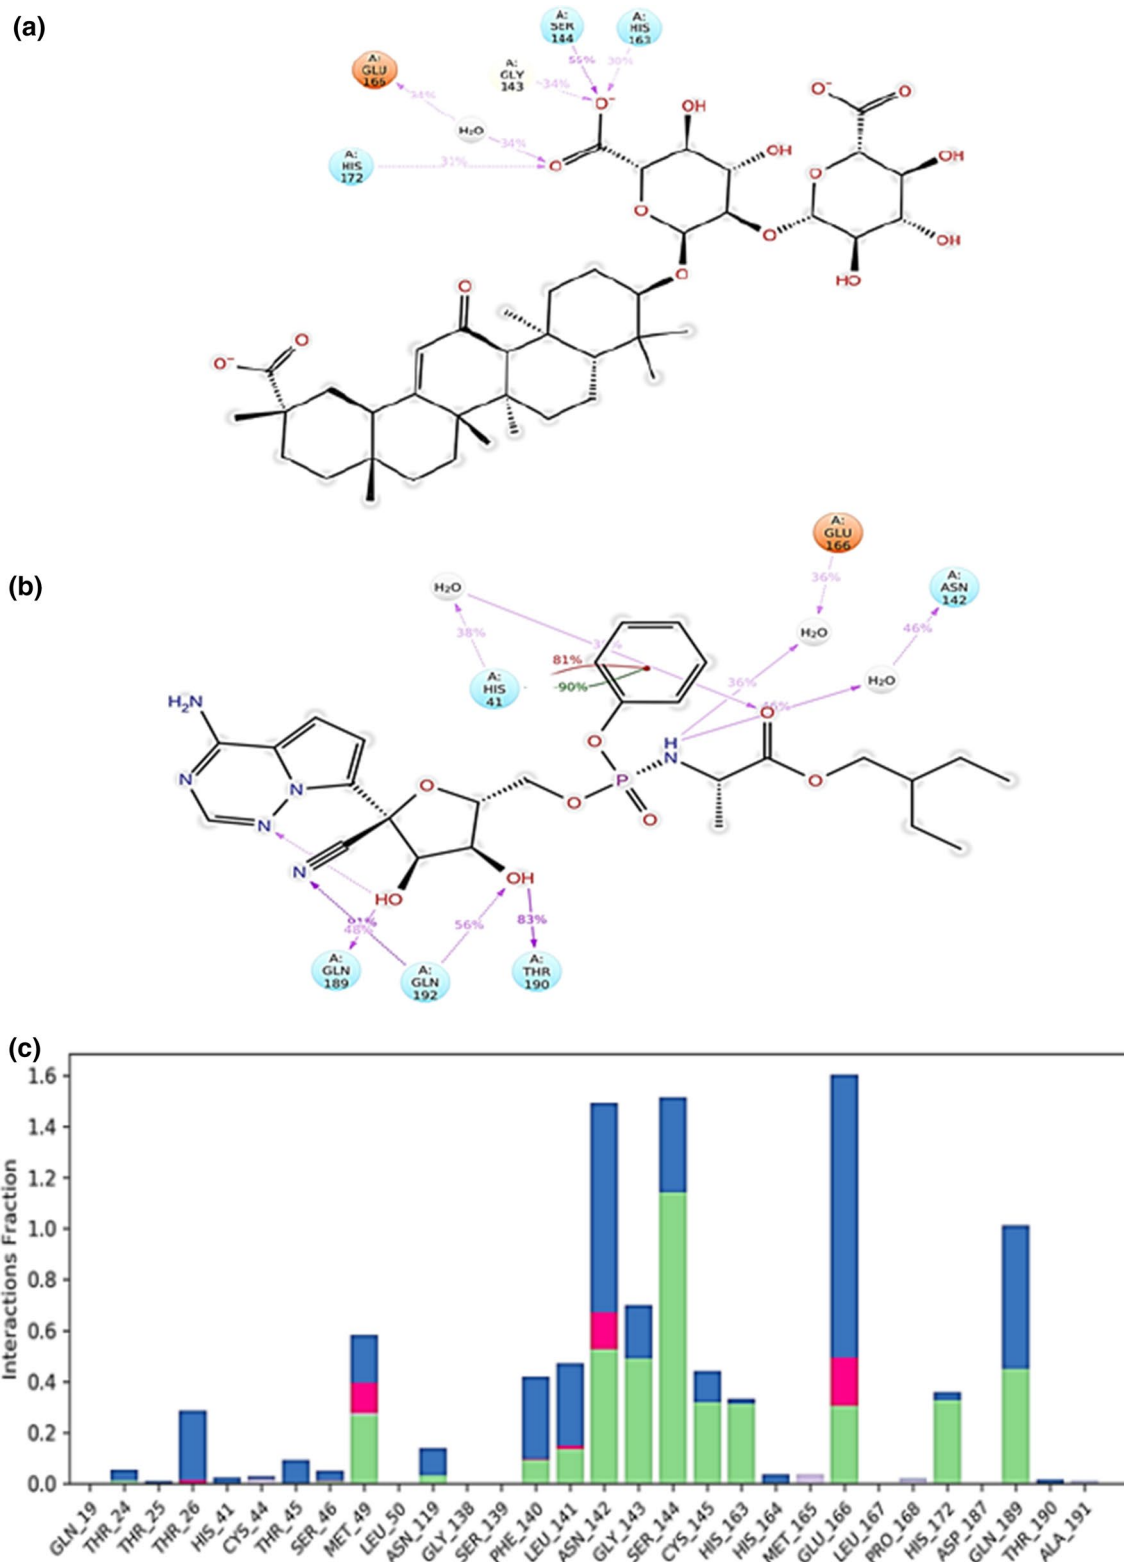 (a)
A: SER 144
A: HIS 163
A: GLU 166
A: GLY 143
55%
30%
34%
34%
O⁻
OH
O⁻
O
H₂O
34%
A: HIS 172
31%
O
OH
O
OH
O
O
OH
O
HO
O
O
O⁻
(b)
A: GLU 166
H₂O
36%
A: ASN 142
38%
H₂O
46%
81%
A: HIS 41
-90%
36%
H₂O
46%
H₂N
O
O
H
N
N
N
O
P
O
N
O
O
N
HO
OH
91%
48%
56%
83%
A: GLN 189
A: GLN 192
A: THR 190
(c)
Interactions Fraction
1.6
1.4
1.2
1.0
0.8
0.6
0.4
0.2
0.0
GLN_19
THR_24
THR_25
THR_26
HIS_41
CYS_44
THR_45
SER_46
MET_49
LEU_50
ASN_119
GLY_138
SER_139
PHE_140
LEU_141
ASN_142
GLY_143
SER_144
CYS_145
HIS_163
HIS_164
MET_165
GLU_166
LEU_167
PRO_168
HIS_172
ASP_187
GLN_189
THR_190
ALA_191